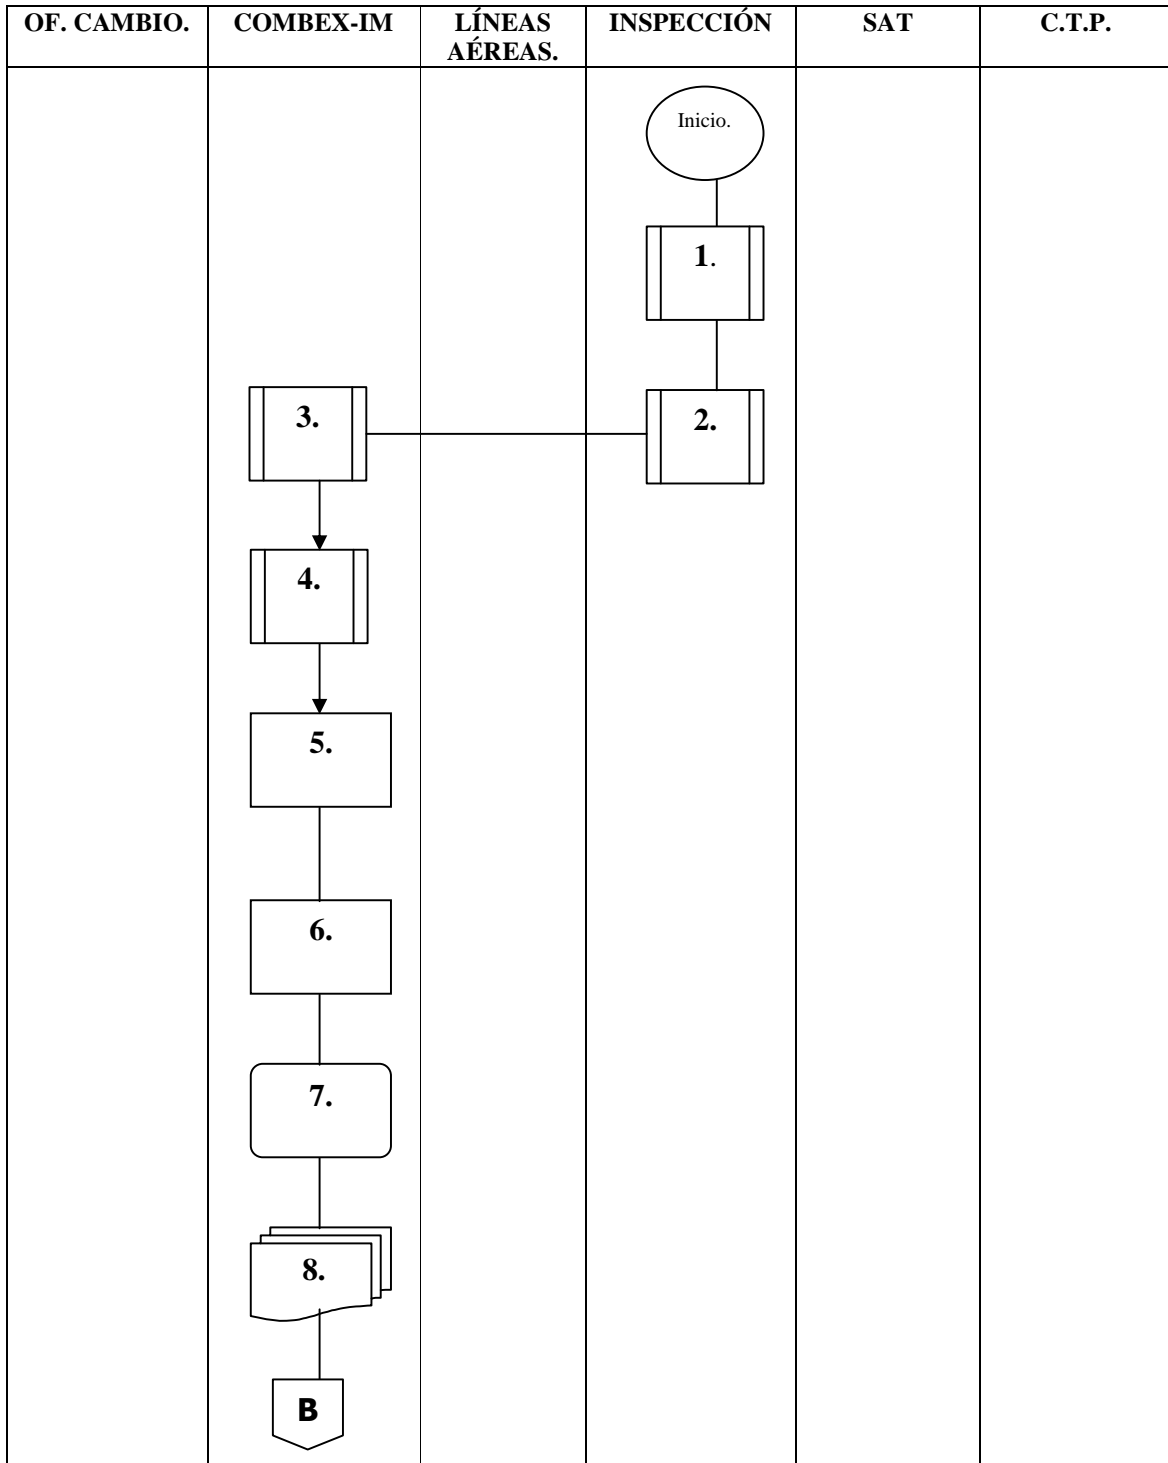 OF. CAMBIO. COMBEX-IM LÍNEAS INSPECCIÓN SAT C.T.P.
AÉREAS.
Inicio.
1.
3. 2.
4.
5.
6.
7.
8.
B